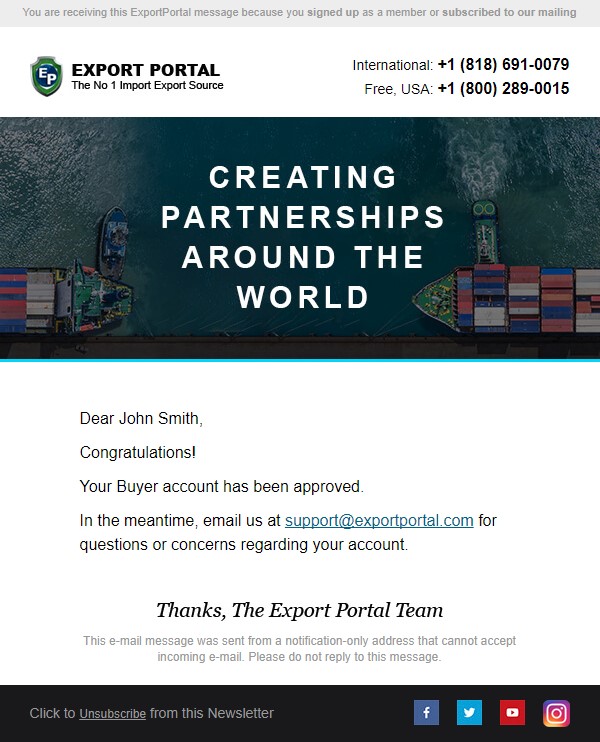 You are receiving this ExportPortal message because you signed up as a member or subscribed to our mailing
EP
EXPORT PORTAL
The No 1 Import Export Source
International: +1 (818) 691-0079
Free, USA: +1 (800) 289-0015
CREATING
PARTNERSHIPS
AROUND THE
WORLD
Dear John Smith,
Congratulations!
Your Buyer account has been approved.
In the meantime, email us at support@exportportal.com for
questions or concerns regarding your account.
Thanks, The Export Portal Team
This e-mail message was sent from a notification-only address that cannot accept
incoming e-mail. Please do not reply to this message.
Click to Unsubscribe from this Newsletter